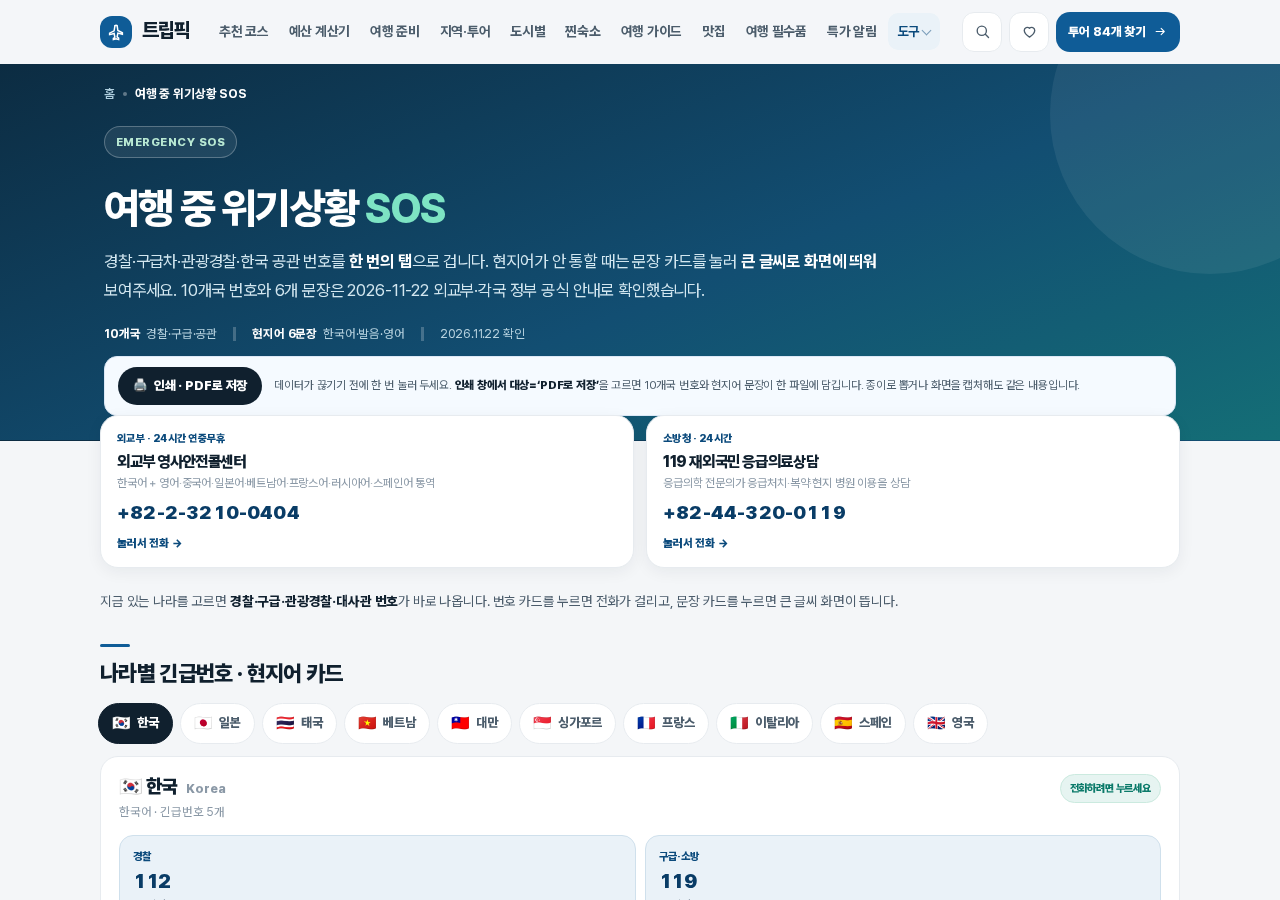 트립픽
추천 코스 예산 계산기 여행 준비 지역·투어 도시별 찐숙소 여행 가이드 맛집 여행 필수품 특가 알림 도구 투어 84개 찾기 →
홈 • 여행 중 위기상황 SOS
EMERGENCY SOS
여행 중 위기상황 SOS
경찰·구급차·관광경찰·한국 공관 번호를 한 번의 탭으로 겁니다. 현지어가 안 통할 때는 문장 카드를 눌러 큰 글씨로 화면에 띄워
보여주세요. 10개국 번호와 6개 문장은 2026-11-22 외교부·각국 정부 공식 안내로 확인했습니다.
10개국 경찰·구급·공관 현지어 6문장 한국어·발음·영어 2026.11.22 확인
인쇄 · PDF로 저장 데이터가 끊기기 전에 한 번 눌러 두세요. 인쇄 창에서 대상='PDF로 저장'을 고르면 10개국 번호와 현지어 문장이 한 파일에 담깁니다. 종이로 뽑거나 화면을 캡처해도 같은 내용입니다.
외교부 · 24시간 연중무휴
외교부 영사안전콜센터
한국어 + 영어·중국어·일본어·베트남어·프랑스어·러시아어·스페인어 통역
+82-2-3210-0404
눌러서 전화 →
소방청 · 24시간
119 재외국민 응급의료상담
응급의학 전문의가 응급처치·복약·현지 병원 이용을 상담
+82-44-320-0119
눌러서 전화 →
지금 있는 나라를 고르면 경찰·구급·관광경찰·대사관 번호가 바로 나옵니다. 번호 카드를 누르면 전화가 걸리고, 문장 카드를 누르면 큰 글씨 화면이 뜹니다.
나라별 긴급번호 · 현지어 카드
한국 일본 태국 베트남 대만 싱가포르 프랑스 이탈리아 스페인 영국
한국 Korea
전화하려면 누르세요
한국어 · 긴급번호 5개
경찰
112
구급·소방
119